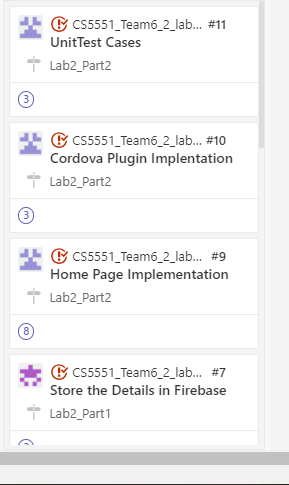 CS5551_Team6_2_lab... #11
UnitTest Cases
Lab2_Part2
3
CS5551_Team6_2_lab... #10
Cordova Plugin Implentation
Lab2_Part2
3
CS5551_Team6_2_lab... #9
Home Page Implementation
Lab2_Part2
8
CS5551_Team6_2_lab... #7
Store the Details in Firebase
Lab2_Part1